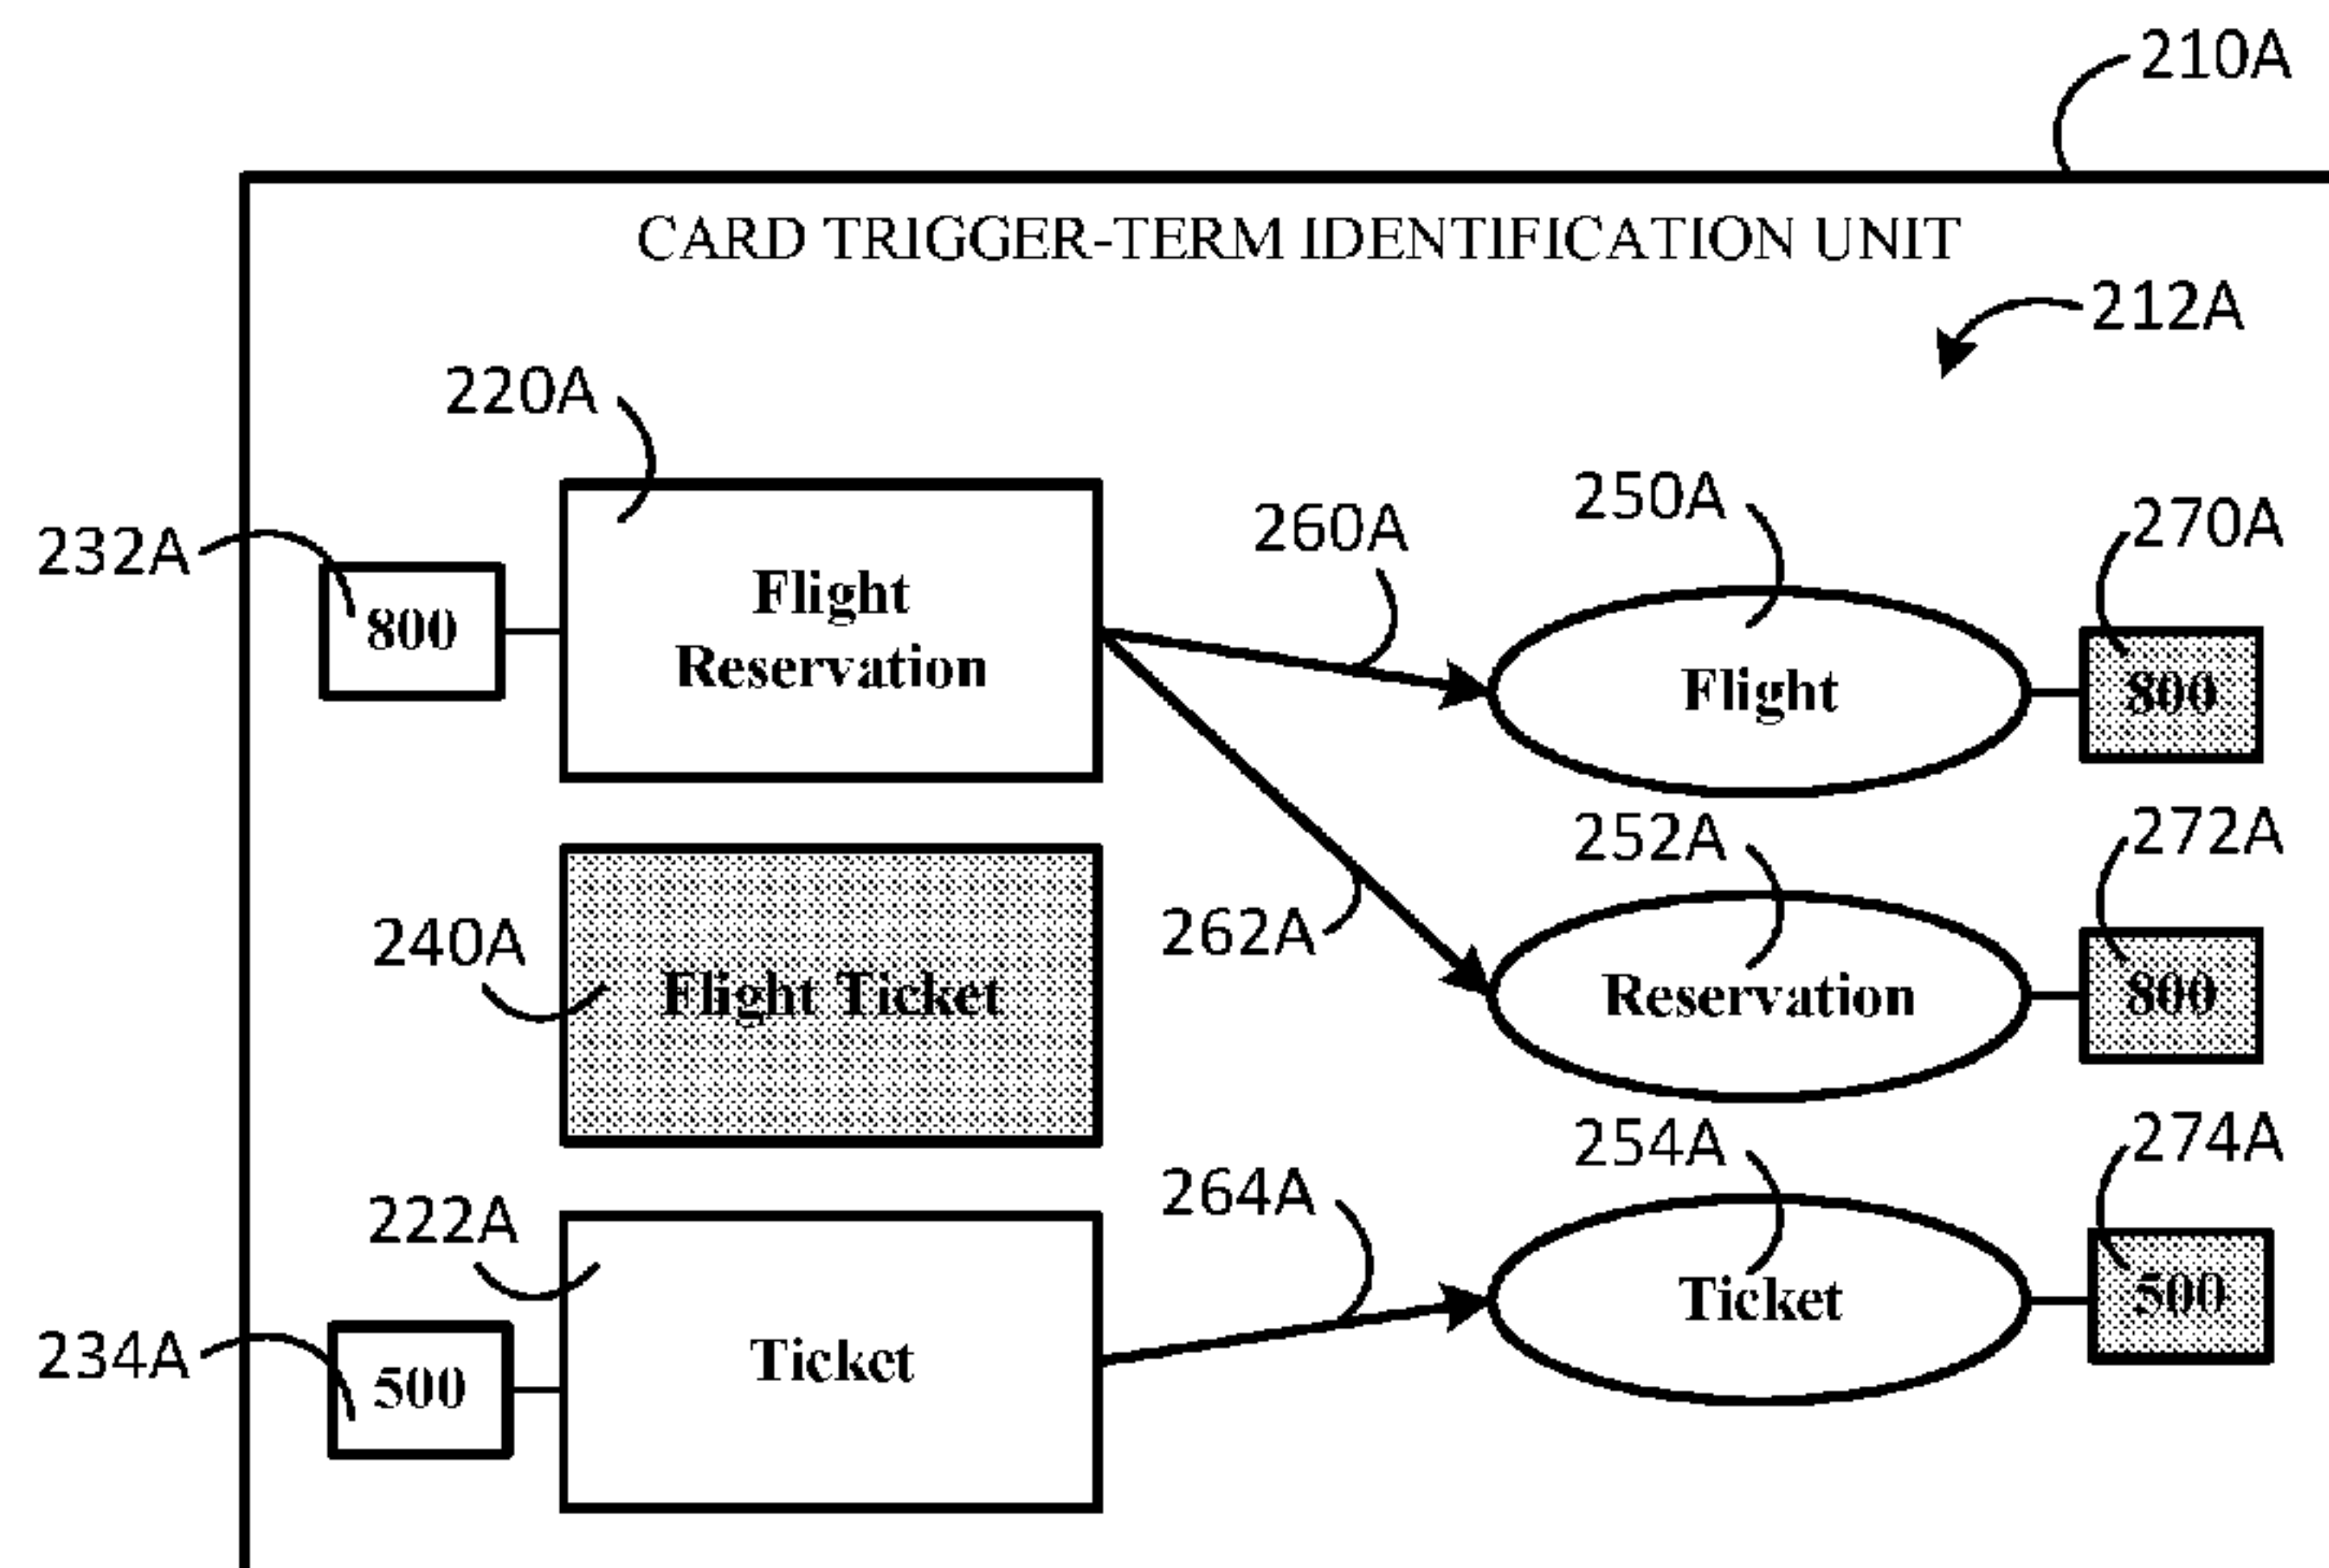 210A
CARD TRIGGER-TERM IDENTIFICATION UNIT
212A
220A
232A
800
Flight
Reservation
260A
250A
Flight
270A
800
240A
Flight Ticket
262A
252A
Reservation
272A
800
222A
234A
500
Ticket
264A
254A
Ticket
274A
500